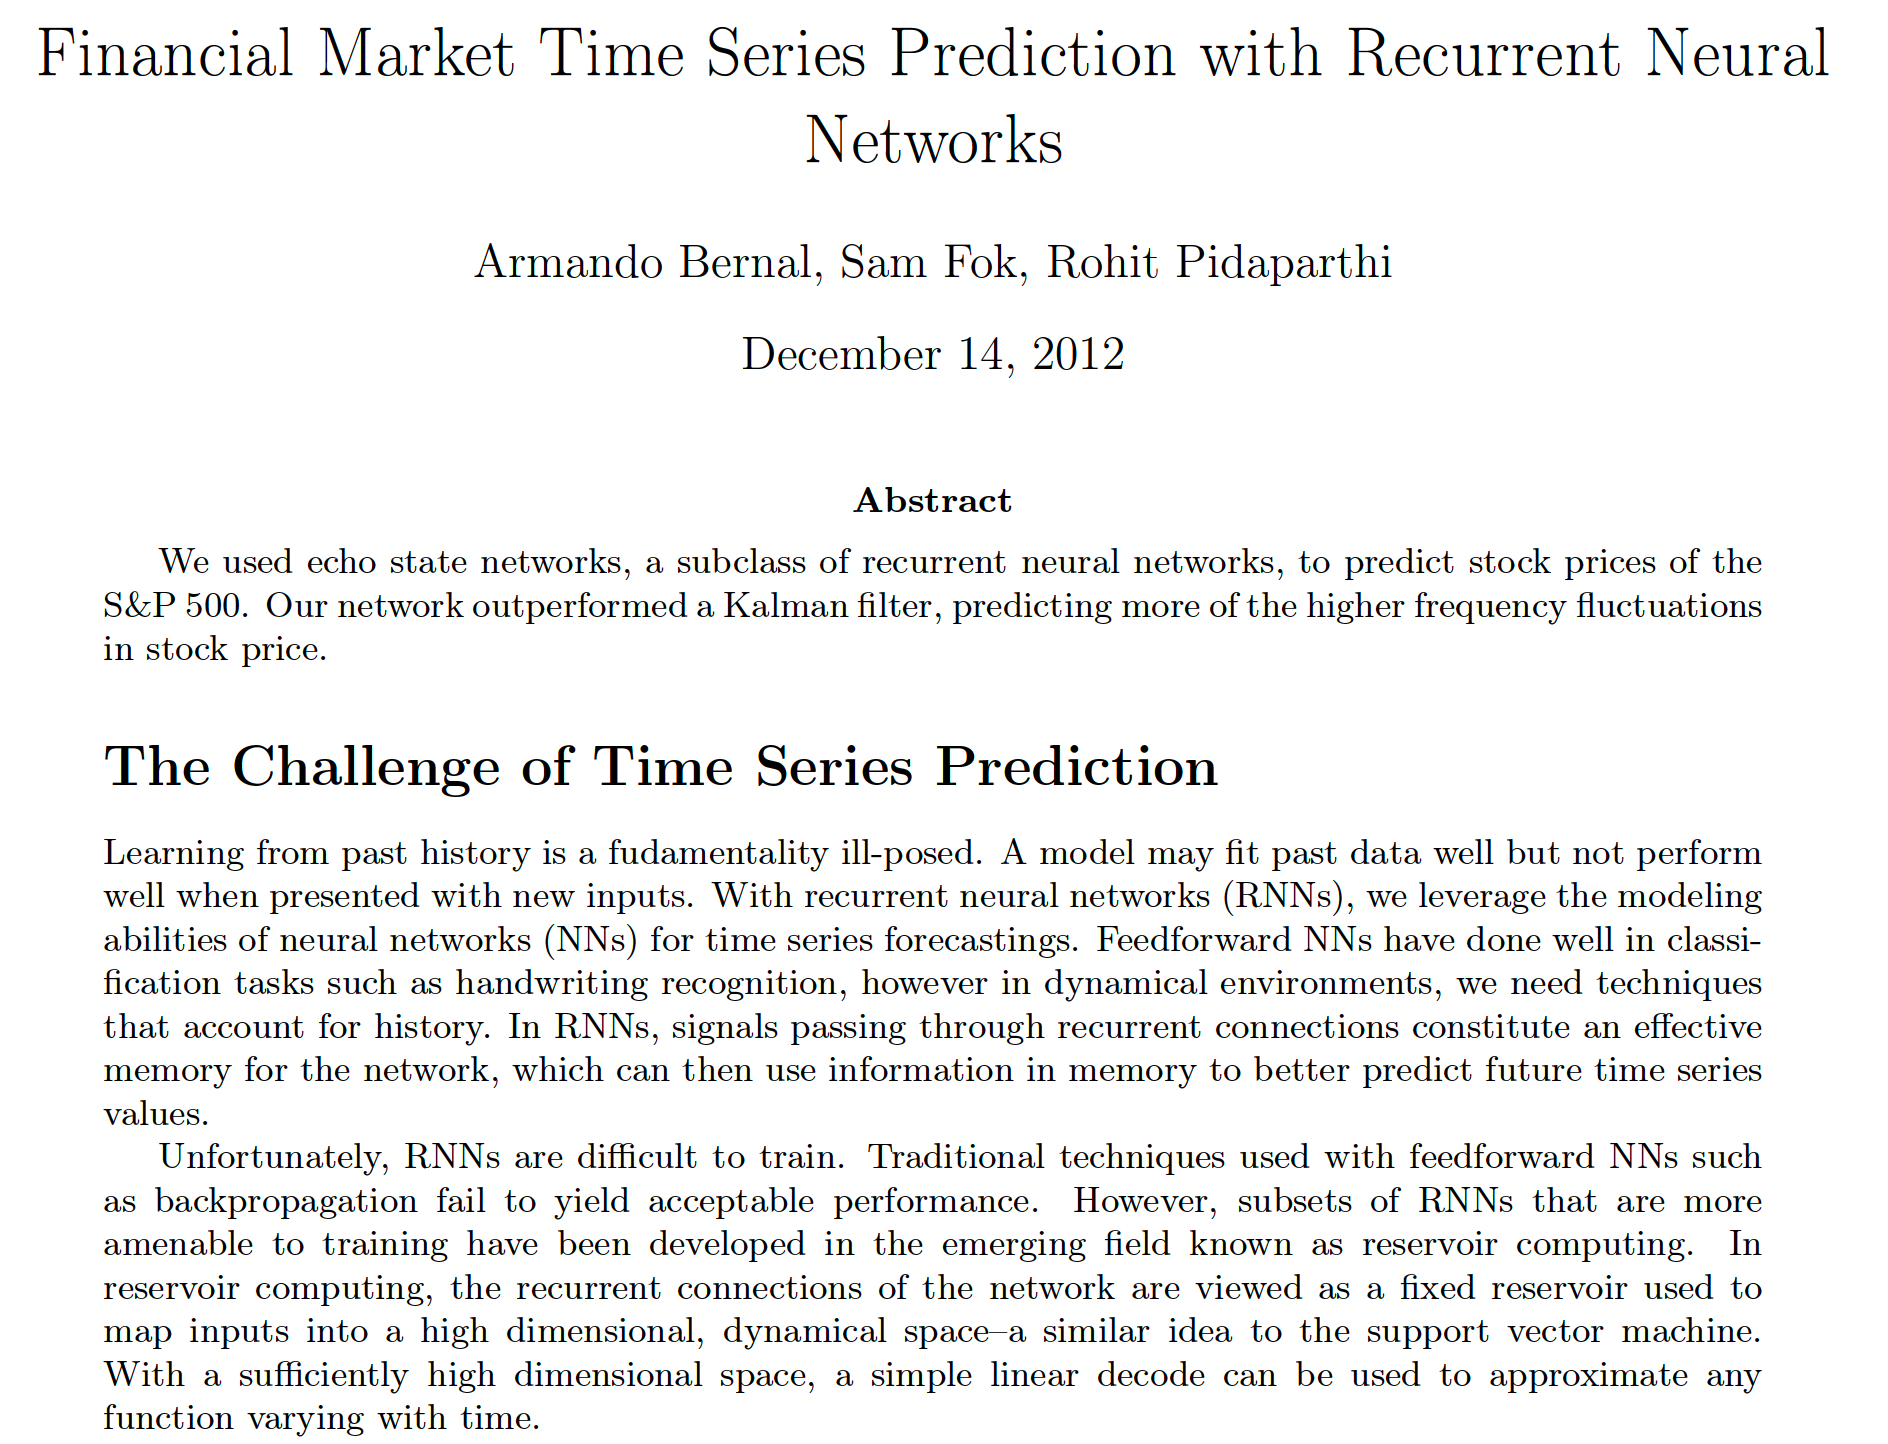 Financial Market Time Series Prediction with Recurrent Neural
Networks
Armando Bernal, Sam Fok, Rohit Pidaparthi
December 14, 2012
Abstract
We used echo state networks, a subclass of recurrent neural networks, to predict stock prices of the
S&P 500. Our network outperformed a Kalman filter, predicting more of the higher frequency fluctuations
in stock price.
The Challenge of Time Series Prediction
Learning from past history is a fudamentality ill-posed. A model may fit past data well but not perform
well when presented with new inputs. With recurrent neural networks (RNNs), we leverage the modeling
abilities of neural networks (NNs) for time series forecastings. Feedforward NNs have done well in classi-
fication tasks such as handwriting recognition, however in dynamical environments, we need techniques
that account for history. In RNNs, signals passing through recurrent connections constitute an effective
memory for the network, which can then use information in memory to better predict future time series
values.
Unfortunately, RNNs are difficult to train. Traditional techniques used with feedforward NNs such
as backpropagation fail to yield acceptable performance. However, subsets of RNNs that are more
amenable to training have been developed in the emerging field known as reservoir computing. In
reservoir computing, the recurrent connections of the network are viewed as a fixed reservoir used to
map inputs into a high dimensional, dynamical space–a similar idea to the support vector machine.
With a sufficiently high dimensional space, a simple linear decode can be used to approximate any
function varying with time.